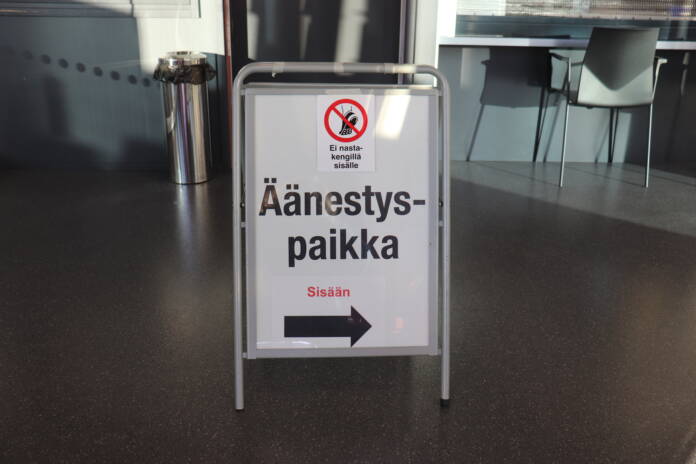 Ei nasta-
kengillä
sisälle
Äänestys-
paikka
Sisään